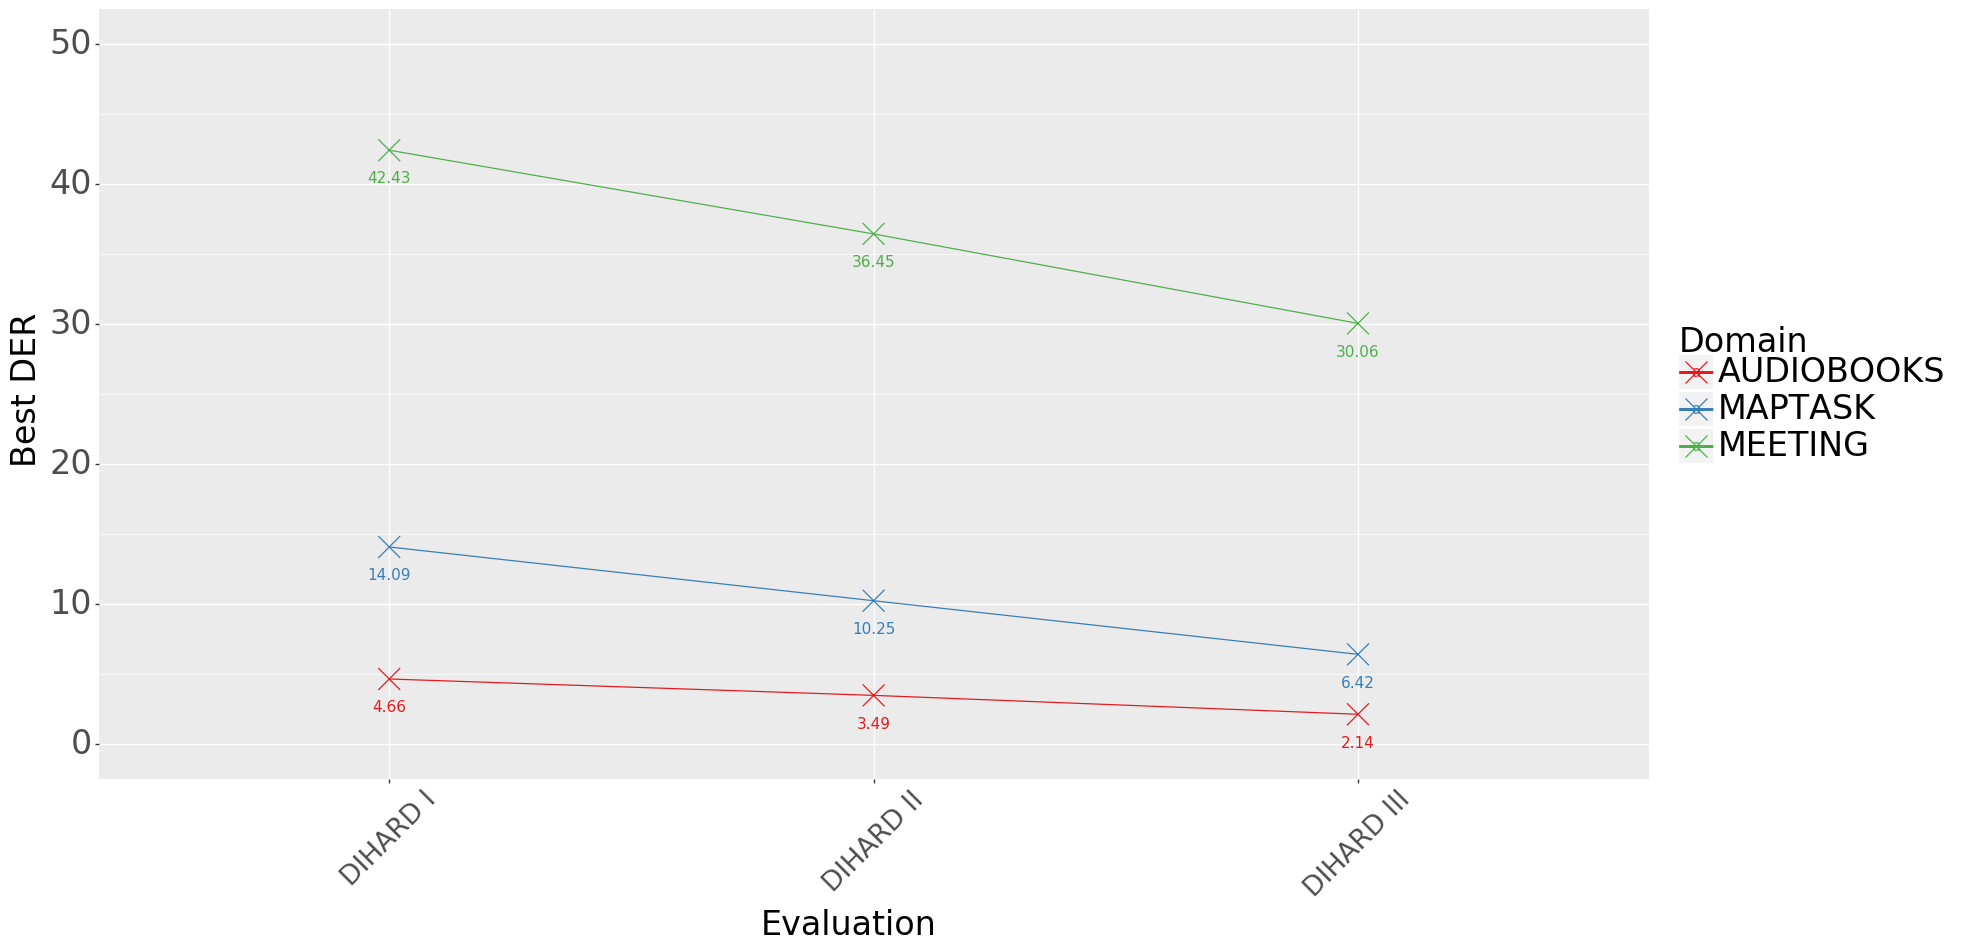 50
40
30
20
10
0
Best DER
42.43
36.45
30.06
14.09
10.25
6.42
4.66
3.49
2.14
DIHARD I
DIHARD II
DIHARD III
Evaluation
Domain
AUDIOBOOKS
MAPTASK
MEETING